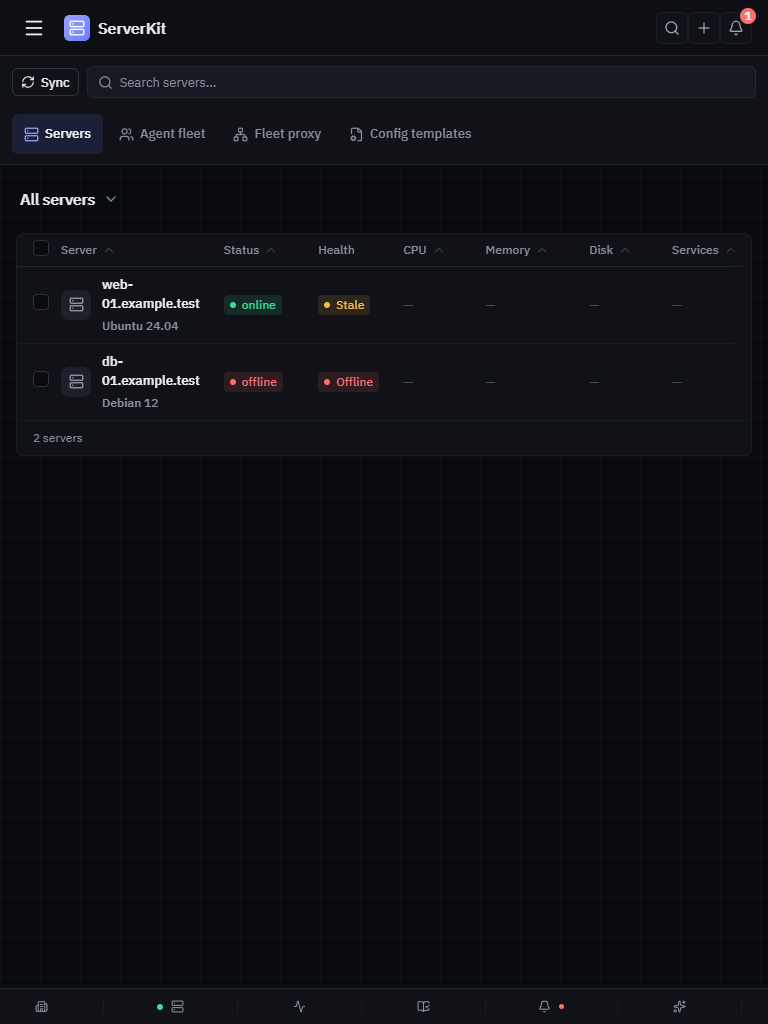 ServerKit
1
Sync
Search servers...
Servers
Agent fleet
Fleet proxy
Config templates
All servers
Server
Status
Health
CPU
Memory
Disk
Services
web-
01.example.test
Ubuntu 24.04
online
Stale
—
—
—
—
db-
01.example.test
Debian 12
offline
Offline
—
—
—
—
2 servers